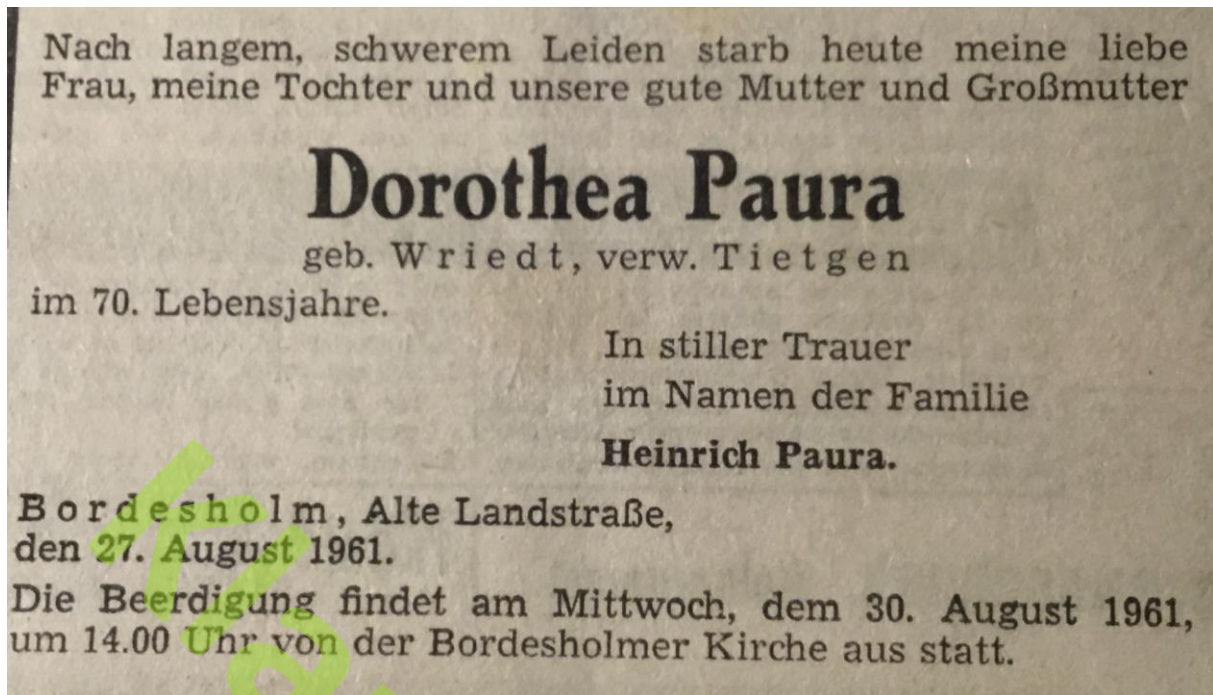 Nach langem, schwerem Leiden starb heute meine liebe
Frau, meine Tochter und unsere gute Mutter und Großmutter
Dorothea Paura
geb. Wriedt, verw. Tietgen
im 70. Lebensjahre.
In stiller Trauer
im Namen der Familie
Heinrich Paura.
Bordesholm, Alte Landstraße,
den 27. August 1961.
Die Beerdigung findet am Mittwoch, dem 30. August 1961,
um 14.00 Uhr von der Bordesholmer Kirche aus statt.